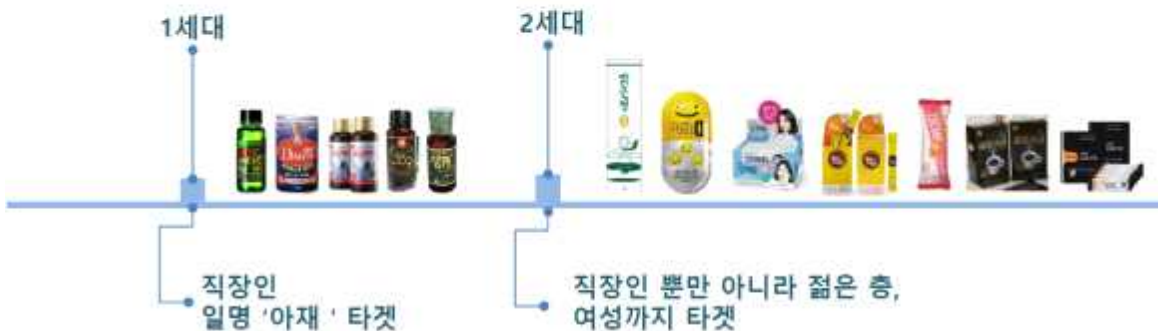 1세대
2세대
직장인
일명 '아재 ' 타겟
직장인 뿐만 아니라 젊은 층,
여성까지 타겟